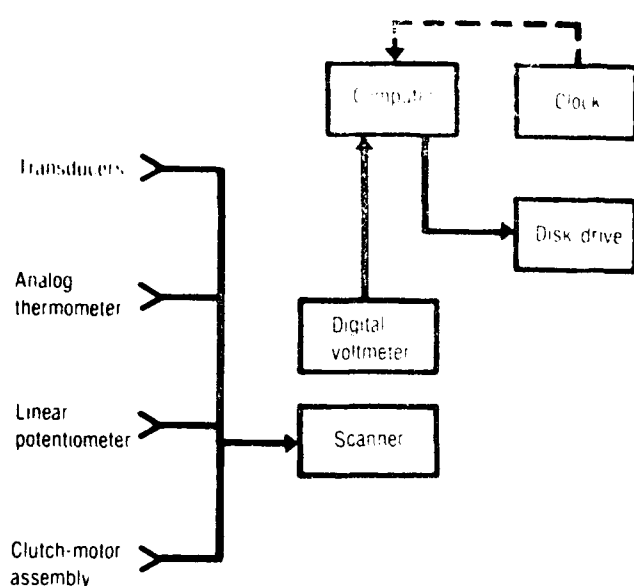 Computer
Clock
Transducers
Disk drive
Analog
thermometer
Digital
voltmeter
Linear
potentiometer
Scanner
Clutch-motor
assembly